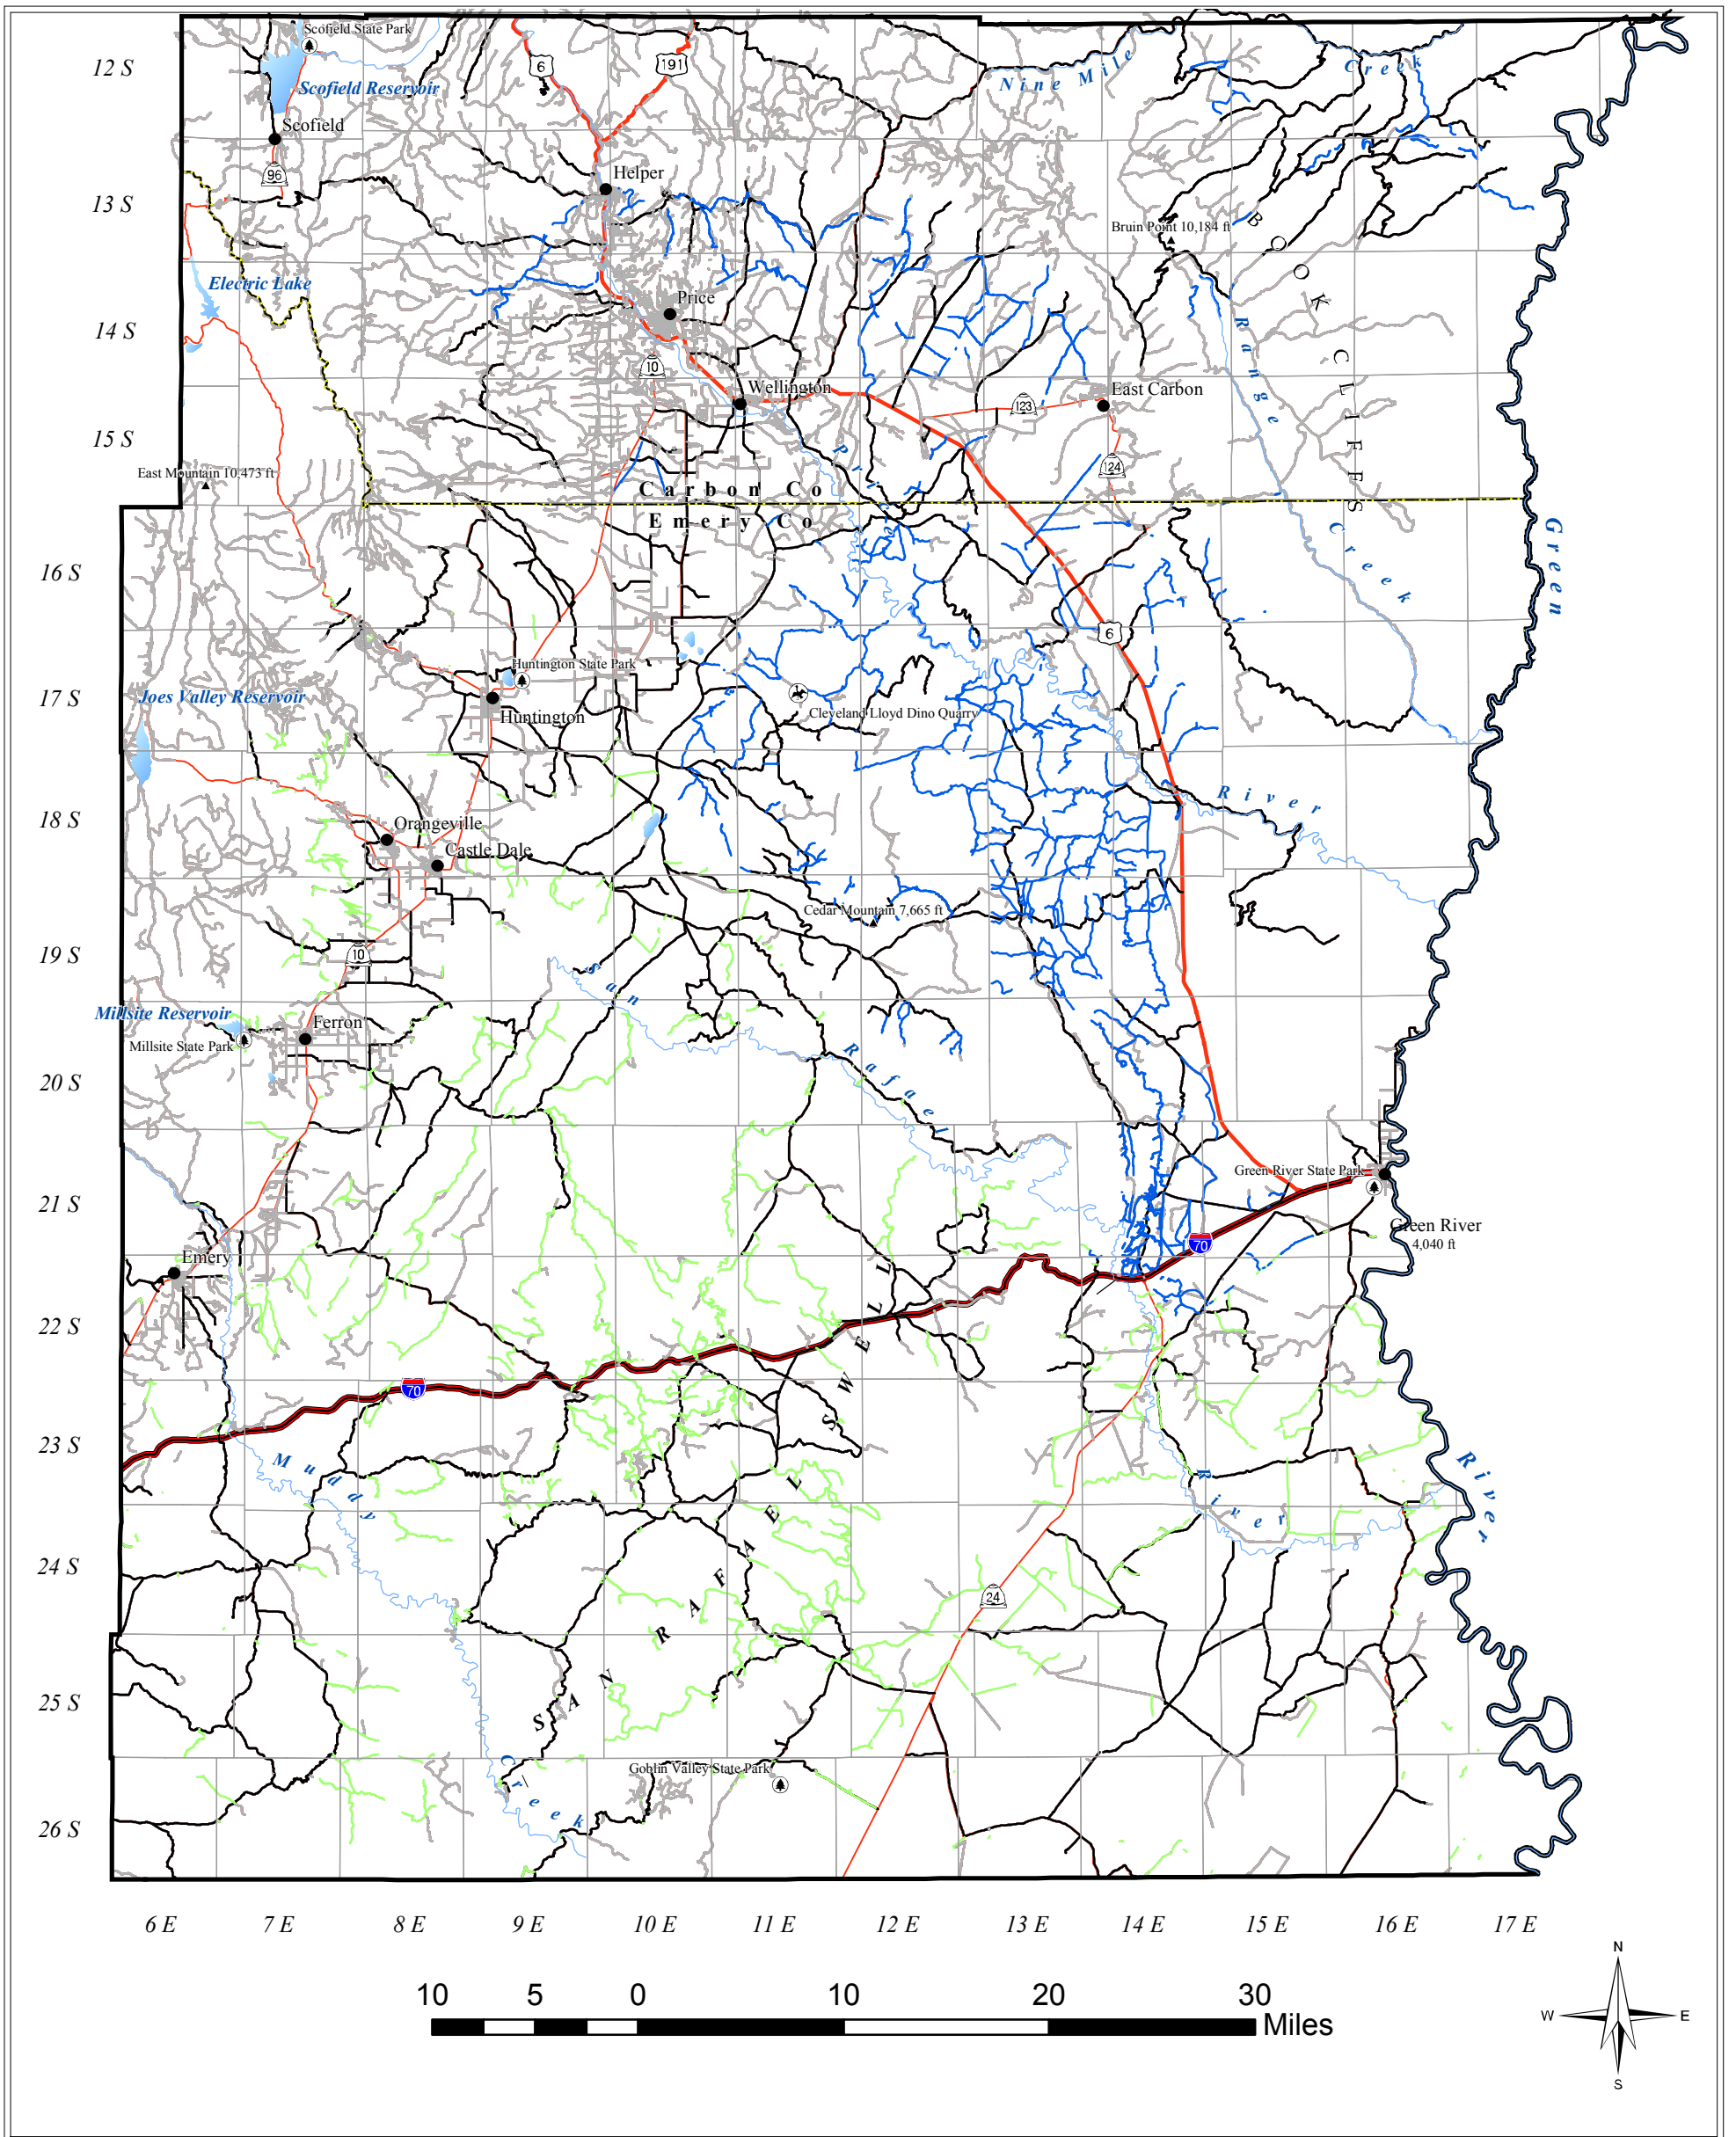 Scofield State Park
12 S
6
191
Nine Mile
Creek
Scofield Reservoir
Scofield
96
Helper
13 S
Bruin Point 10,184 ft
BOOK CLIFFS
Electric Lake
Price
14 S
Range
Creek
10
Wellington
East Carbon
123
15 S
124
East Mountain 10,473 ft
Price
River
Carbon Co
Emery Co
Green
River
16 S
6
Huntington State Park
17 S
Joes Valley Reservoir
Huntington
Cleveland Lloyd Dino Quarry
18 S
Orangeville
Castle Dale
Cedar Mountain 7,665 ft
19 S
10
San
Rafael
River
Millsite Reservoir
Ferron
Millsite State Park
20 S
Green River State Park
21 S
Green River
4,040 ft
70
Emery
22 S
70
23 S
Muddy
Creek
SAN RAFAEL SWELL
24 S
24
25 S
Goblin Valley State Park
26 S
6 E
7 E
8 E
9 E
10 E
11 E
12 E
13 E
14 E
15 E
16 E
17 E
10
5
0
10
20
30
Miles
N
W
E
S